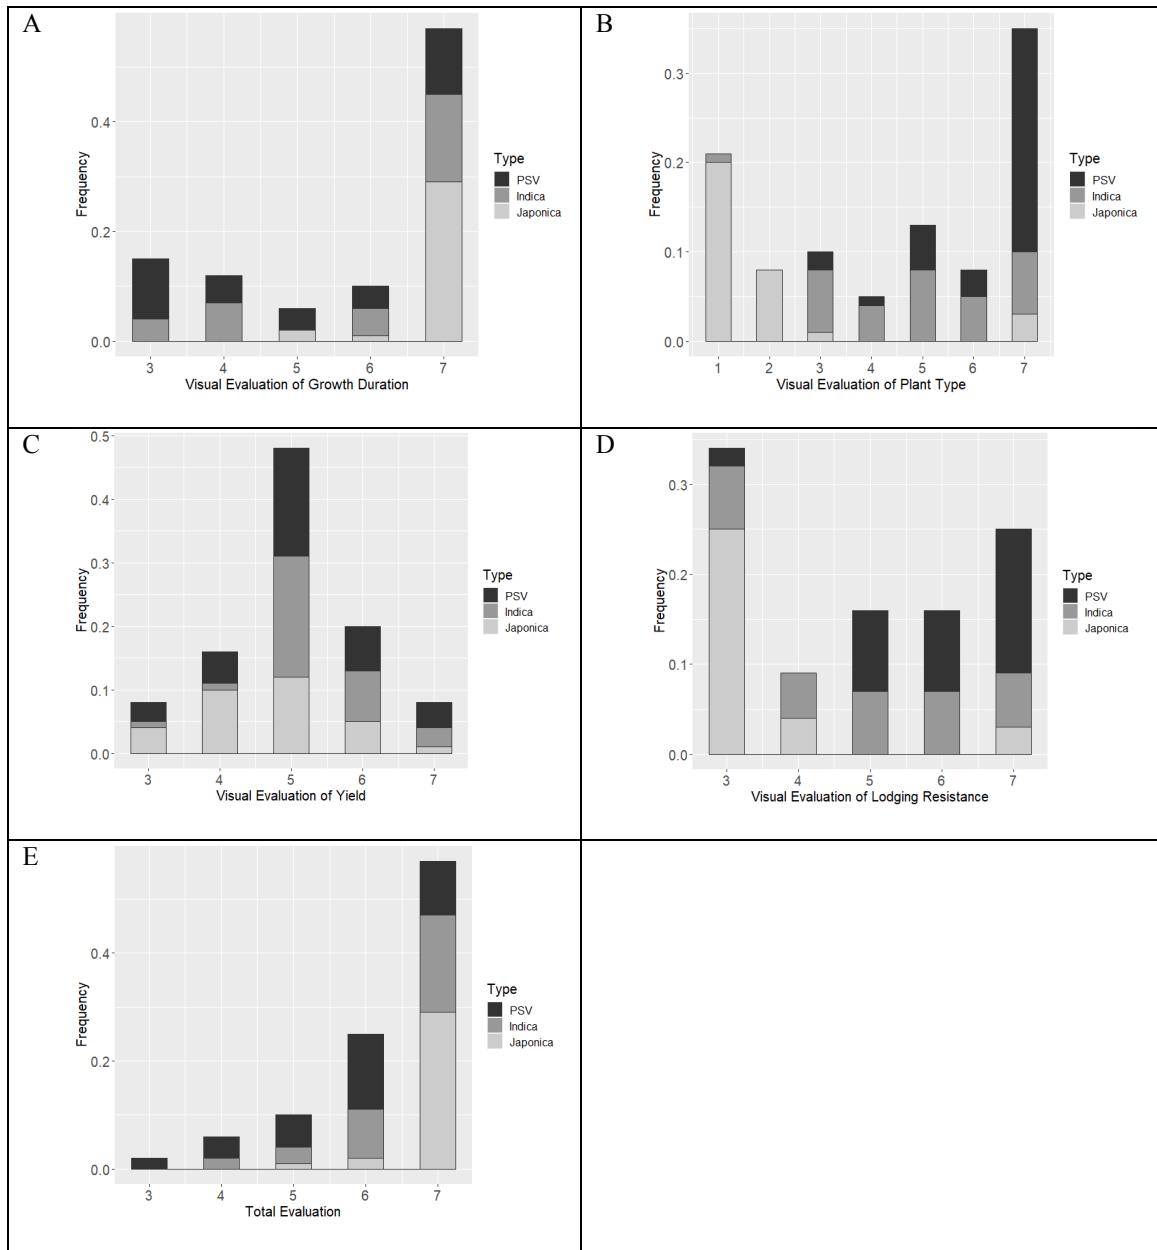 A
Frequency
0.4
0.2
0.0
3 4 5 6 7
Visual Evaluation of Growth Duration
Type
PSV
Indica
Japonica
B
Frequency
0.3
0.2
0.1
0.0
1 2 3 4 5 6 7
Visual Evaluation of Plant Type
Type
PSV
Indica
Japonica
C
Frequency
0.5
0.4
0.3
0.2
0.1
0.0
3 4 5 6 7
Visual Evaluation of Yield
Type
PSV
Indica
Japonica
D
Frequency
0.3
0.2
0.1
0.0
3 4 5 6 7
Visual Evaluation of Lodging Resistance
Type
PSV
Indica
Japonica
E
Frequency
0.4
0.2
0.0
3 4 5 6 7
Total Evaluation
Type
PSV
Indica
Japonica